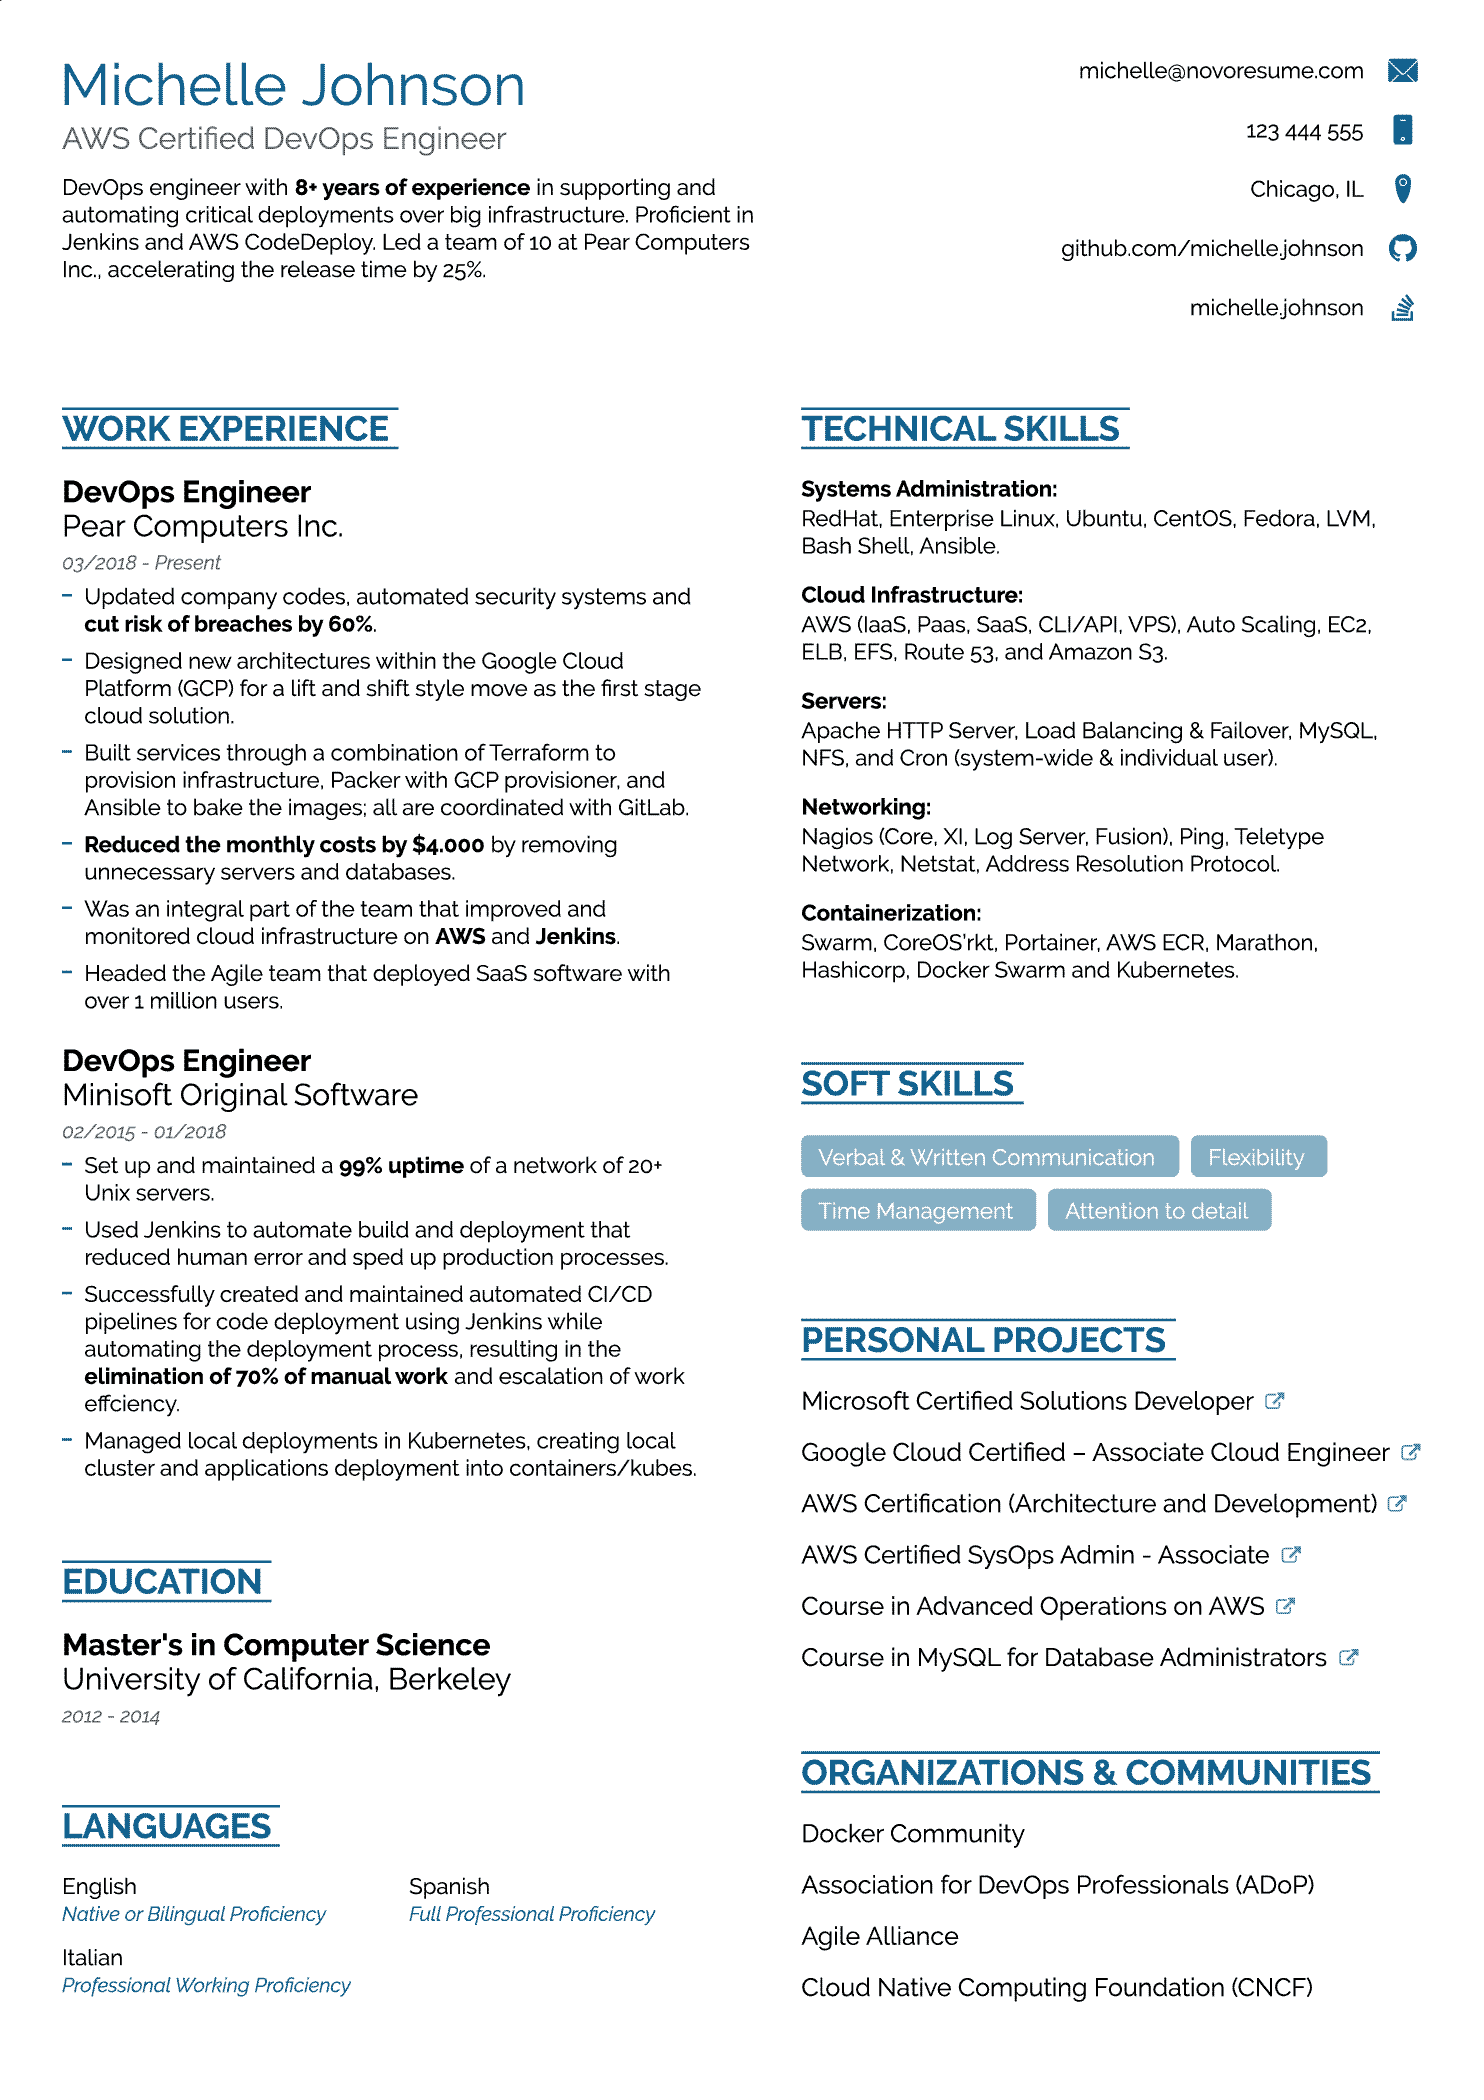 Michelle Johnson
AWS Certified DevOps Engineer
DevOps engineer with 8+ years of experience in supporting and
automating critical deployments over big infrastructure. Proficient in
Jenkins and AWS CodeDeploy. Led a team of 10 at Pear Computers
Inc., accelerating the release time by 25%.
michelle@novoresume.com
123 444 555
Chicago, IL
github.com/michelle.johnson
michelle.johnson
WORK EXPERIENCE
DevOps Engineer
Pear Computers Inc.
03/2018 - Present
– Updated company codes, automated security systems and
cut risk of breaches by 60%.
– Designed new architectures within the Google Cloud
Platform (GCP) for a lift and shift style move as the first stage
cloud solution.
– Built services through a combination of Terraform to
provision infrastructure, Packer with GCP provisioner, and
Ansible to bake the images; all are coordinated with GitLab.
– Reduced the monthly costs by $4.000 by removing
unnecessary servers and databases.
– Was an integral part of the team that improved and
monitored cloud infrastructure on AWS and Jenkins.
– Headed the Agile team that deployed SaaS software with
over 1 million users.
DevOps Engineer
Minisoft Original Software
02/2015 - 01/2018
– Set up and maintained a 99% uptime of a network of 20+
Unix servers.
– Used Jenkins to automate build and deployment that
reduced human error and sped up production processes.
– Successfully created and maintained automated CI/CD
pipelines for code deployment using Jenkins while
automating the deployment process, resulting in the
elimination of 70% of manual work and escalation of work
effciency.
– Managed local deployments in Kubernetes, creating local
cluster and applications deployment into containers/kubes.
EDUCATION
Master's in Computer Science
University of California, Berkeley
2012 - 2014
LANGUAGES
English
Native or Bilingual Proficiency
Spanish
Full Professional Proficiency
Italian
Professional Working Proficiency
TECHNICAL SKILLS
Systems Administration:
RedHat, Enterprise Linux, Ubuntu, CentOS, Fedora, LVM,
Bash Shell, Ansible.
Cloud Infrastructure:
AWS (IaaS, Paas, SaaS, CLI/API, VPS), Auto Scaling, EC2,
ELB, EFS, Route 53, and Amazon S3.
Servers:
Apache HTTP Server, Load Balancing & Failover, MySQL,
NFS, and Cron (system-wide & individual user).
Networking:
Nagios (Core, XI, Log Server, Fusion), Ping, Teletype
Network, Netstat, Address Resolution Protocol.
Containerization:
Swarm, CoreOS'rkt, Portainer, AWS ECR, Marathon,
Hashicorp, Docker Swarm and Kubernetes.
SOFT SKILLS
Verbal & Written Communication
Flexibility
Time Management
Attention to detail
PERSONAL PROJECTS
Microsoft Certified Solutions Developer
Google Cloud Certified – Associate Cloud Engineer
AWS Certification (Architecture and Development)
AWS Certified SysOps Admin - Associate
Course in Advanced Operations on AWS
Course in MySQL for Database Administrators
ORGANIZATIONS & COMMUNITIES
Docker Community
Association for DevOps Professionals (ADoP)
Agile Alliance
Cloud Native Computing Foundation (CNCF)